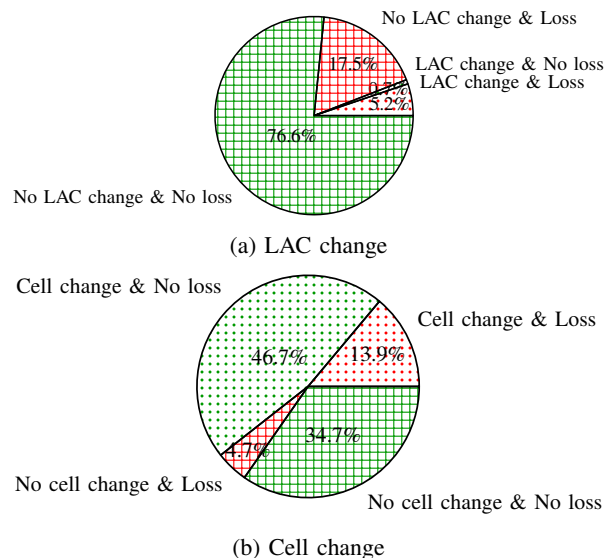 No LAC change & Loss
17.5%
LAC change & No loss
0.7%
LAC change & Loss
5.2%
76.6%
No LAC change & No loss
(a) LAC change
Cell change & No loss
Cell change & Loss
46.7%
13.9%
34.7%
4.7%
No cell change & Loss
No cell change & No loss
(b) Cell change